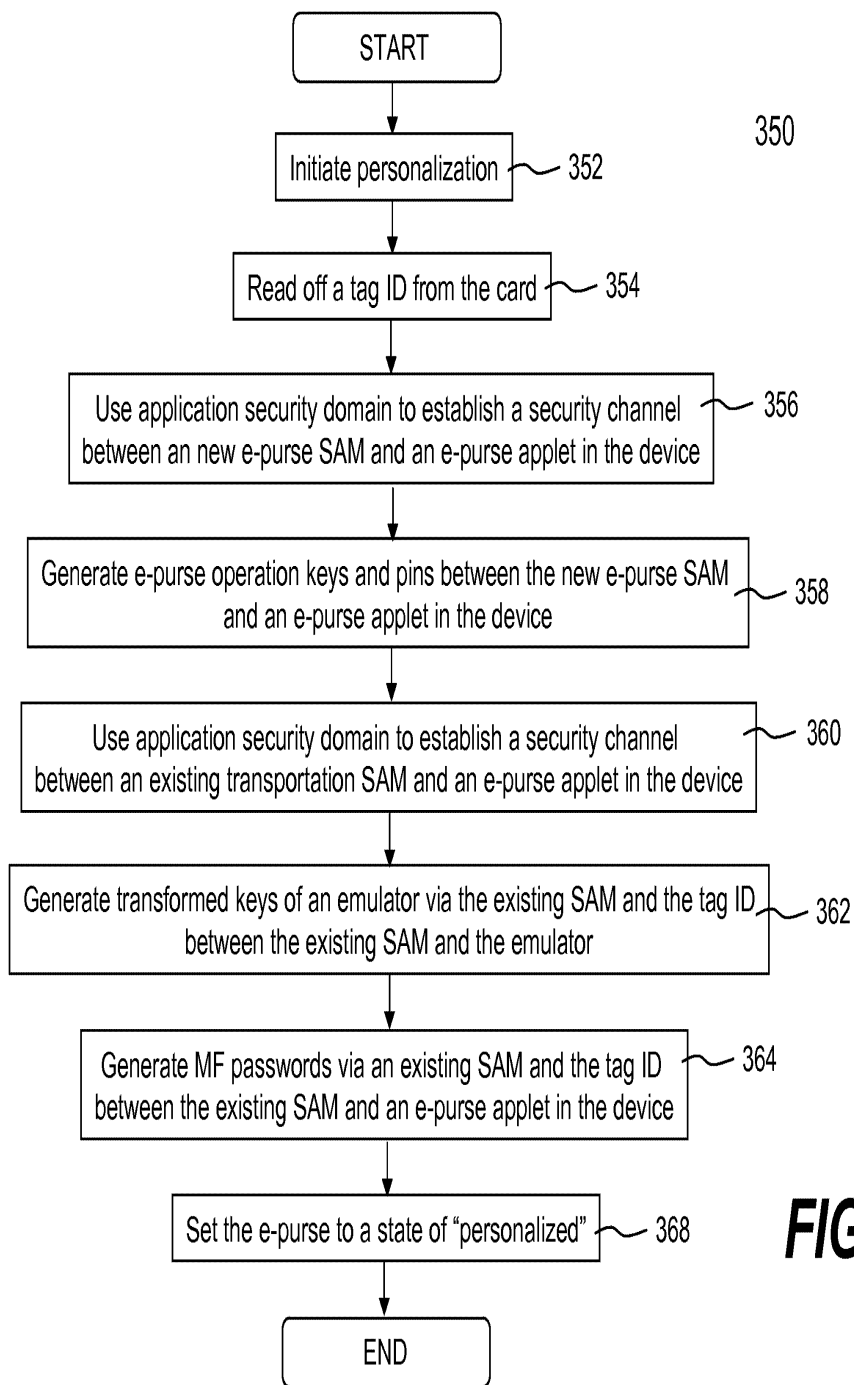 START
350
Initiate personalization
352
Read off a tag ID from the card
354
Use application security domain to establish a security channel
between an new e-purse SAM and an e-purse applet in the device
356
Generate e-purse operation keys and pins between the new e-purse SAM
and an e-purse applet in the device
358
Use application security domain to establish a security channel
between an existing transportation SAM and an e-purse applet in the device
360
Generate transformed keys of an emulator via the existing SAM and the tag ID
between the existing SAM and the emulator
362
Generate MF passwords via an existing SAM and the tag ID
between the existing SAM and an e-purse applet in the device
364
Set the e-purse to a state of “personalized”
368
FIG
END